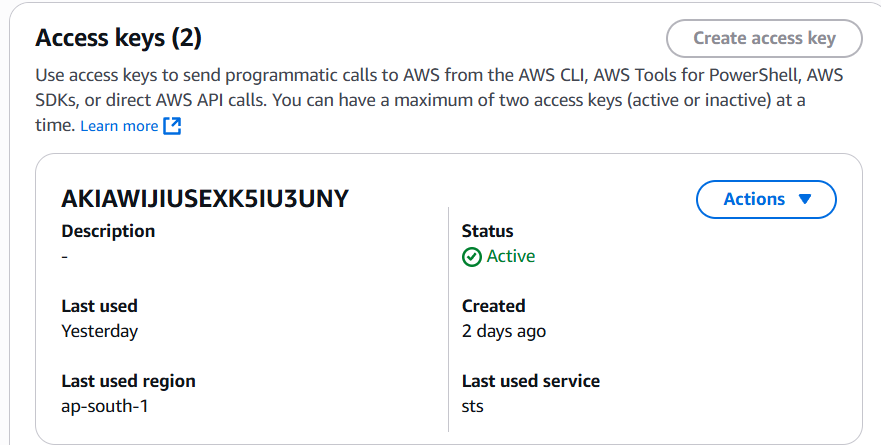 Access keys (2)
Create access key
Use access keys to send programmatic calls to AWS from the AWS CLI, AWS Tools for PowerShell, AWS
SDKs, or direct AWS API calls. You can have a maximum of two access keys (active or inactive) at a
time. Learn more
AKIAWIJIUSEXK5IU3UNY
Actions
Description
-
Status
Active
Last used
Yesterday
Created
2 days ago
Last used region
ap-south-1
Last used service
sts